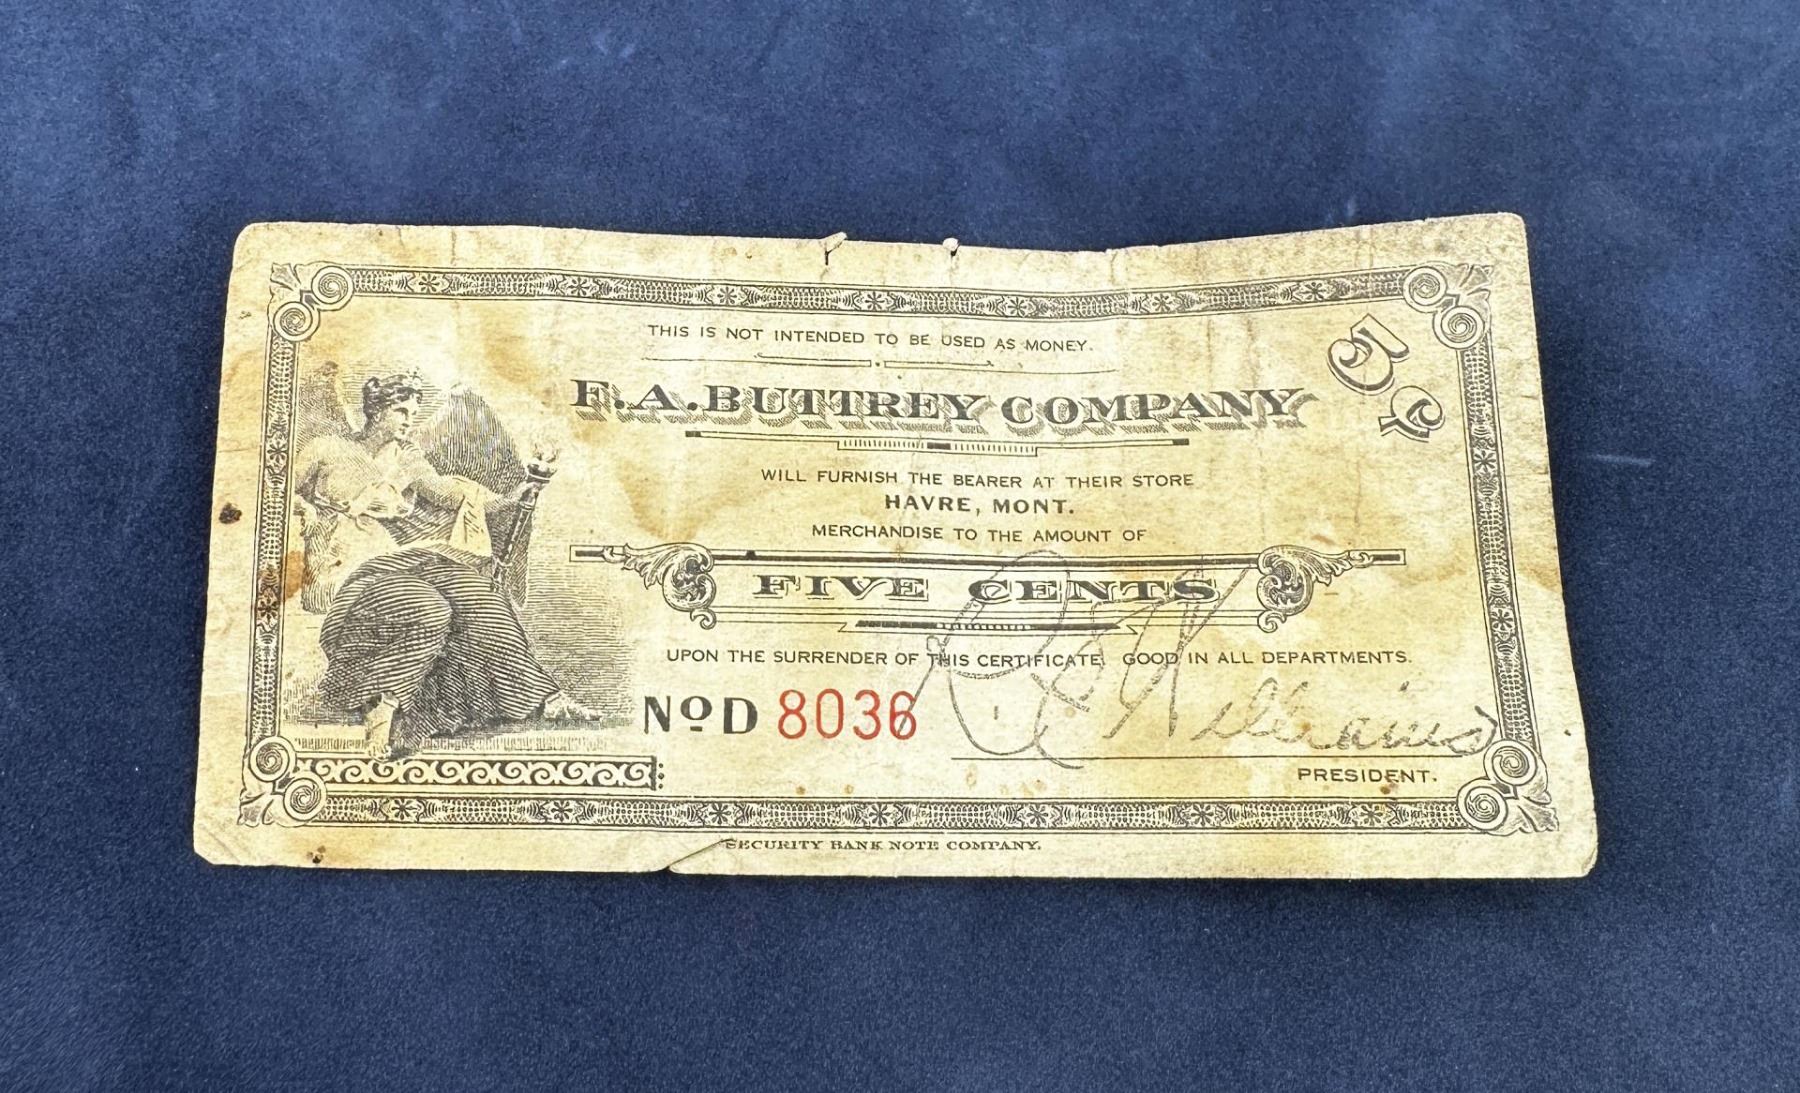 THIS IS NOT INTENDED TO BE USED AS MONEY.
5¢
F.A. BUTTREY COMPANY
WILL FURNISH THE BEARER AT THEIR STORE
HAVRE, MONT.
MERCHANDISE TO THE AMOUNT OF
FIVE CENTS
UPON THE SURRENDER OF THIS CERTIFICATE. GOOD IN ALL DEPARTMENTS.
No D 8036
Williams
PRESIDENT.
SECURITY BANK NOTE COMPANY.